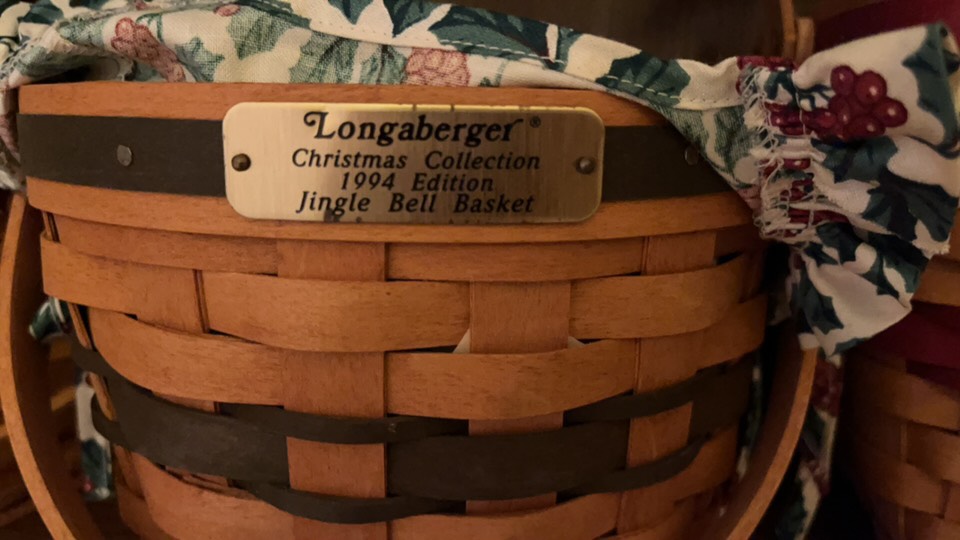 Longaberger®
Christmas Collection
1994 Edition
Jingle Bell Basket